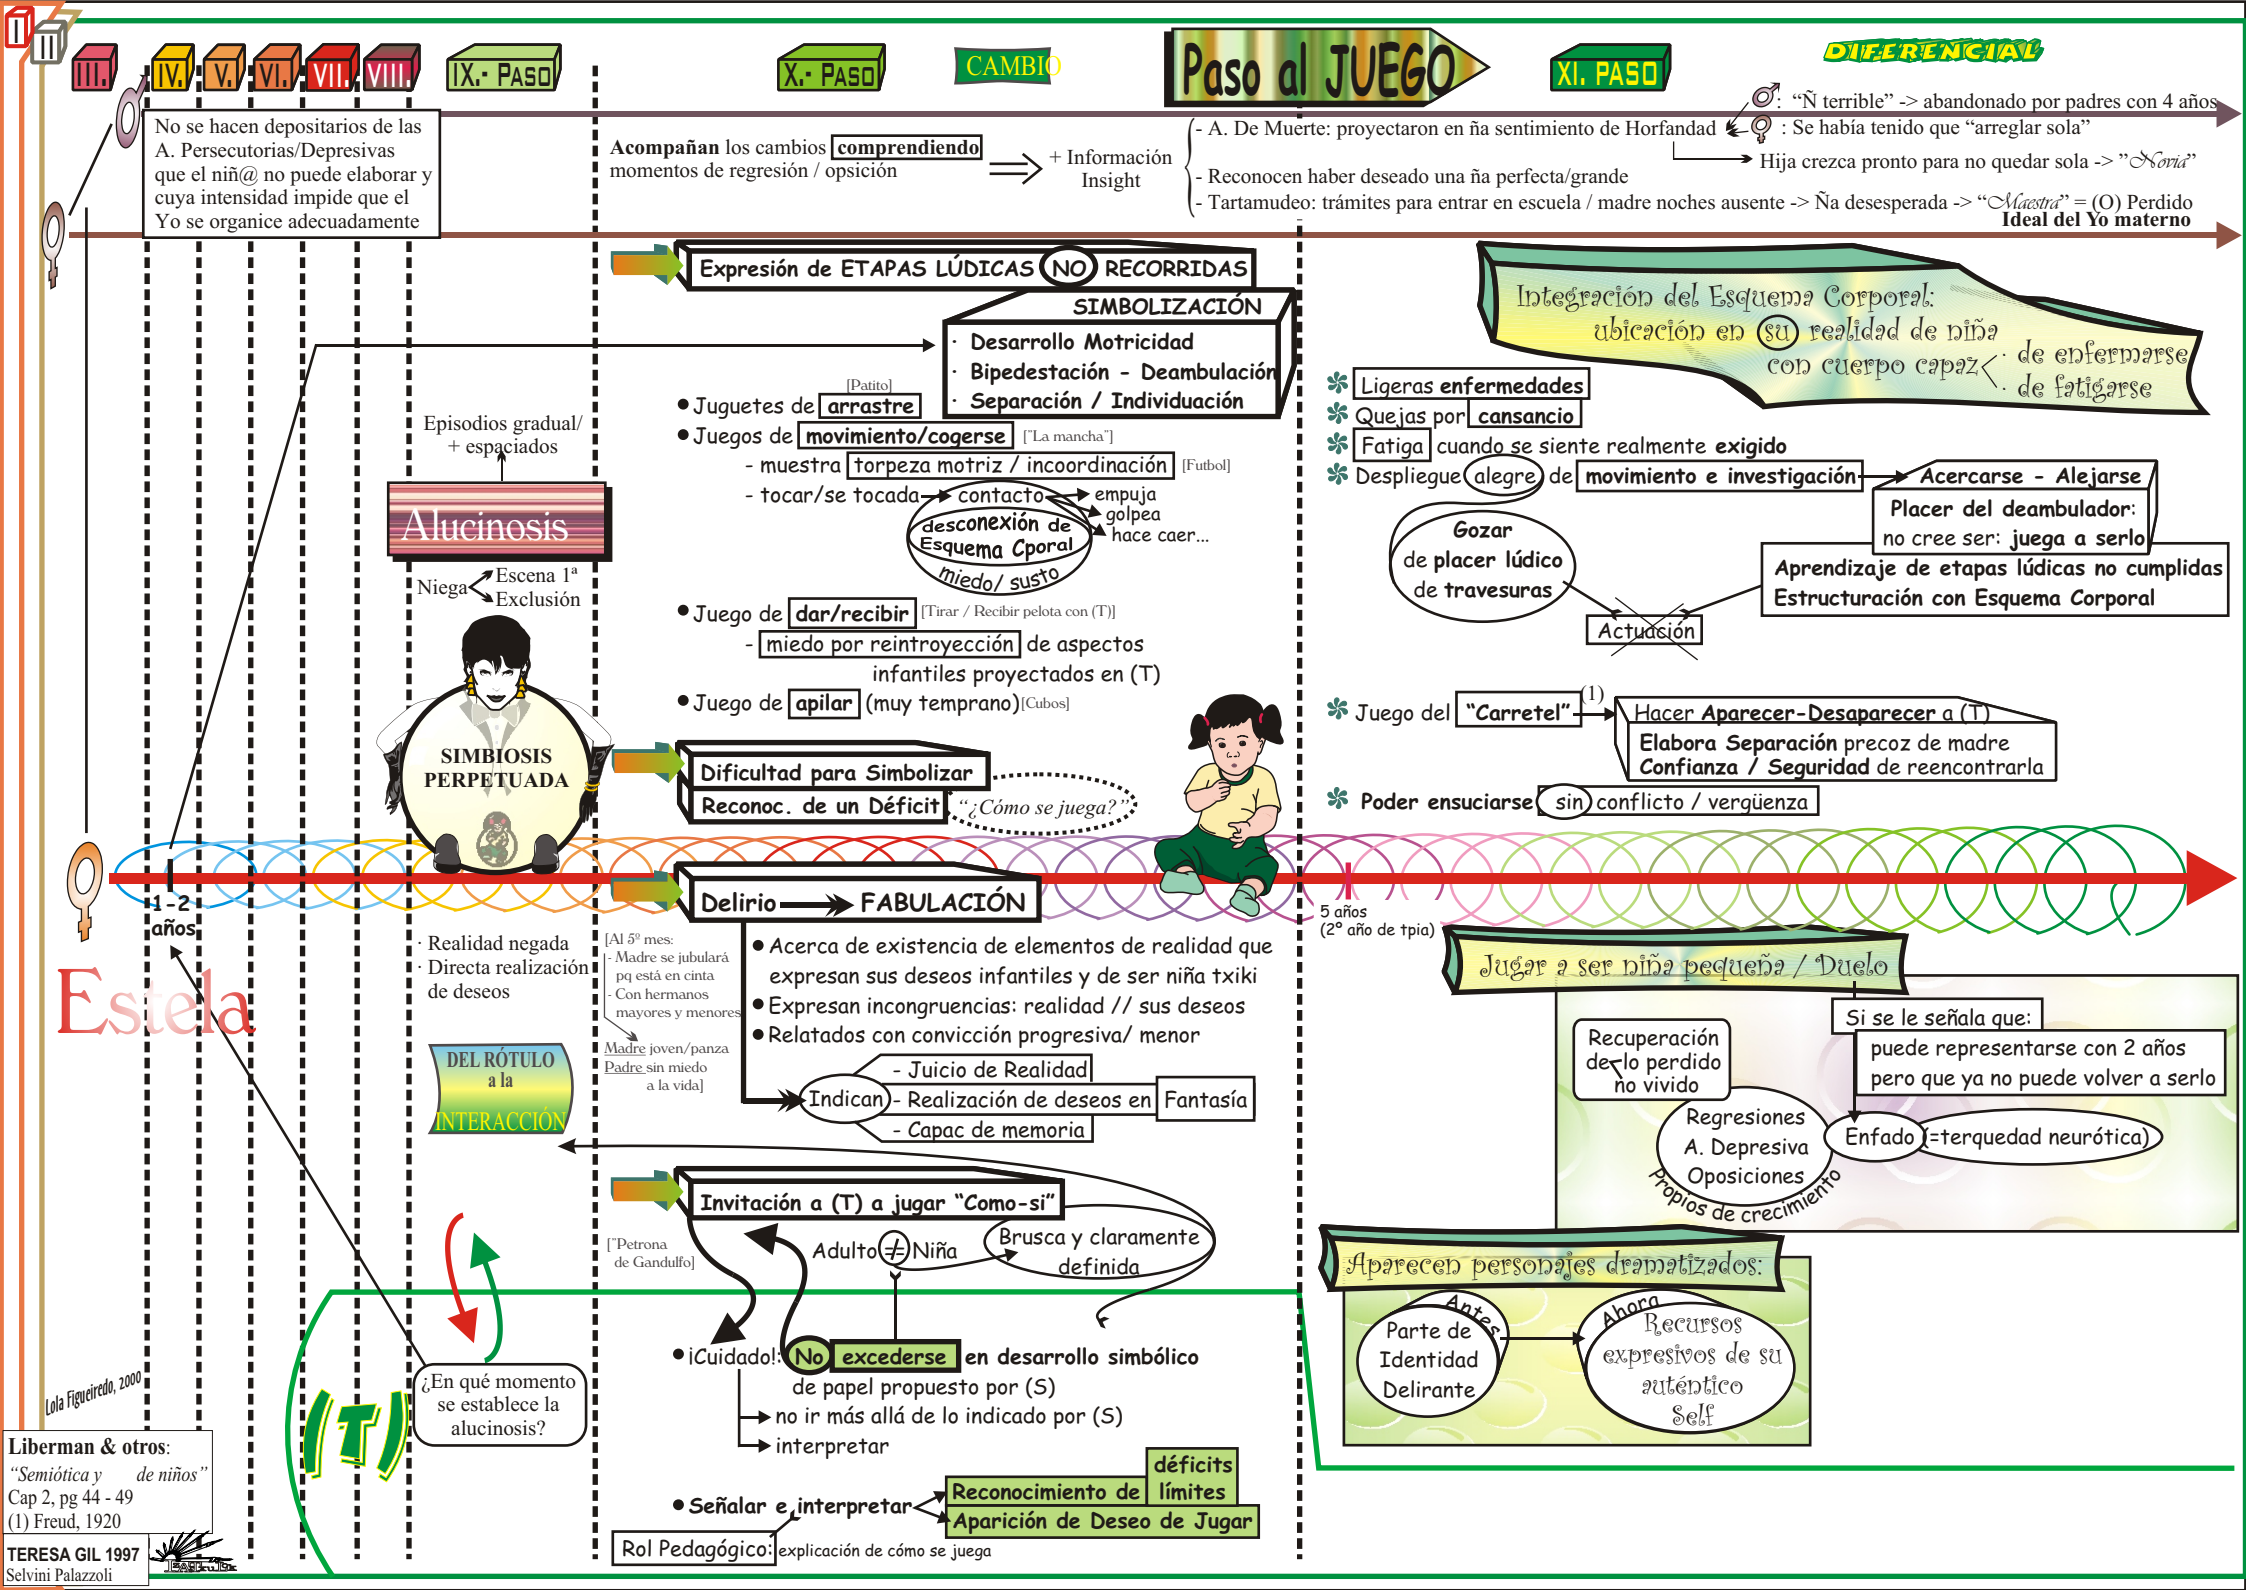 I
II
III.
IV.
V.
VI.
VII.
VIII.
IX.- PASO
X.- PASO
CAMBIO
Paso al JUEGO
XI. PASO
DIFERENCIAL
No se hacen depositarios de las
A. Persecutorias/Depresivas
que el niñ@ no puede elaborar y
cuya intensidad impide que el
Yo se organice adecuadamente
Acompañan los cambios comprendiendo
momentos de regresión / opsición
+ Información
Insight
- A. De Muerte: proyectaron en ña sentimiento de Horfandad
: “Ñ terrible” -> abandonado por padres con 4 años
: Se había tenido que “arreglar sola”
Hija crezca pronto para no quedar sola -> ”Novia”
- Reconocen haber deseado una ña perfecta/grande
- Tartamudeo: trámites para entrar en escuela / madre noches ausente -> Ña desesperada -> “Maestra” = (O) Perdido
Ideal del Yo materno
Expresión de ETAPAS LÚDICAS NO RECORRIDAS
SIMBOLIZACIÓN
· Desarrollo Motricidad
· Bipedestación - Deambulación
· Separación / Individuación
[Patito]
• Juguetes de arrastre
• Juegos de movimiento/cogerse ["La mancha"]
- muestra torpeza motriz / incoordinación [Futbol]
- tocar/se tocada contacto
empuja
golpea
hace caer...
desconexión de
Esquema Cporal
miedo/ susto
• Juego de dar/recibir [Tirar / Recibir pelota con (T)]
- miedo por reintroyección de aspectos
infantiles proyectados en (T)
• Juego de apilar (muy temprano) [Cubos]
Episodios gradual/
+ espaciados
Alucinosis
Niega
Escena 1ª
Exclusión
SIMBIOSIS
PERPETUADA
Dificultad para Simbolizar
Reconoc. de un Déficit
“¿Cómo se juega?”
Integración del Esquema Corporal:
ubicación en su realidad de niña
con cuerpo capaz
· de enfermarse
· de fatigarse
Ligeras enfermedades
Quejas por cansancio
Fatiga cuando se siente realmente exigido
Despliegue alegre de movimiento e investigación
Acercarse - Alejarse
Placer del deambulador:
no cree ser: juega a serlo
Gozar
de placer lúdico
de travesuras
Aprendizaje de etapas lúdicas no cumplidas
Estructuración con Esquema Corporal
Actuación
Juego del “Carretel” (1)
Hacer Aparecer-Desaparecer a (T)
Elabora Separación precoz de madre
Confianza / Seguridad de reencontrarla
Poder ensuciarse sin conflicto / vergüenza
1-2
años
Estela
Delirio FABULACIÓN
5 años
(2º año de tpia)
· Realidad negada
· Directa realización
de deseos
[Al 5º mes:
- Madre se jubulará
pq está en cinta
- Con hermanos
mayores y menores
Madre joven/panza
Padre sin miedo
a la vida]
• Acerca de existencia de elementos de realidad que
expresan sus deseos infantiles y de ser niña txiki
• Expresan incongruencias: realidad // sus deseos
• Relatados con convicción progresiva/ menor
Indican
- Juicio de Realidad
- Realización de deseos en Fantasía
- Capac de memoria
DEL RÓTULO
a la
INTERACCIÓN
Jugar a ser niña pequeña / Duelo
Si se le señala que:
puede representarse con 2 años
pero que ya no puede volver a serlo
Recuperación
de lo perdido
no vivido
Regresiones
A. Depresiva
Oposiciones
Propios de crecimiento
Enfado (=terquedad neurótica)
Invitación a (T) a jugar “Como-si”
["Petrona
de Gandulfo]
Adulto ≠ Niña
Brusca y claramente
definida
Aparecen personajes dramatizados:
Antes
Parte de
Identidad
Delirante
Ahora
Recursos
expresivos de su
auténtico
Self
• ¡Cuidado!: No excederse en desarrollo simbólico
de papel propuesto por (S)
no ir más allá de lo indicado por (S)
interpretar
¿En qué momento
se establece la
alucinosis?
(T)
• Señalar e interpretar
Reconocimiento de
déficits
límites
Aparición de Deseo de Jugar
Rol Pedagógico: explicación de cómo se juega
Lola Figueiredo, 2000
Liberman & otros:
“Semiótica y de niños”
Cap 2, pg 44 - 49
(1) Freud, 1920
TERESA GIL 1997
Selvini Palazzoli